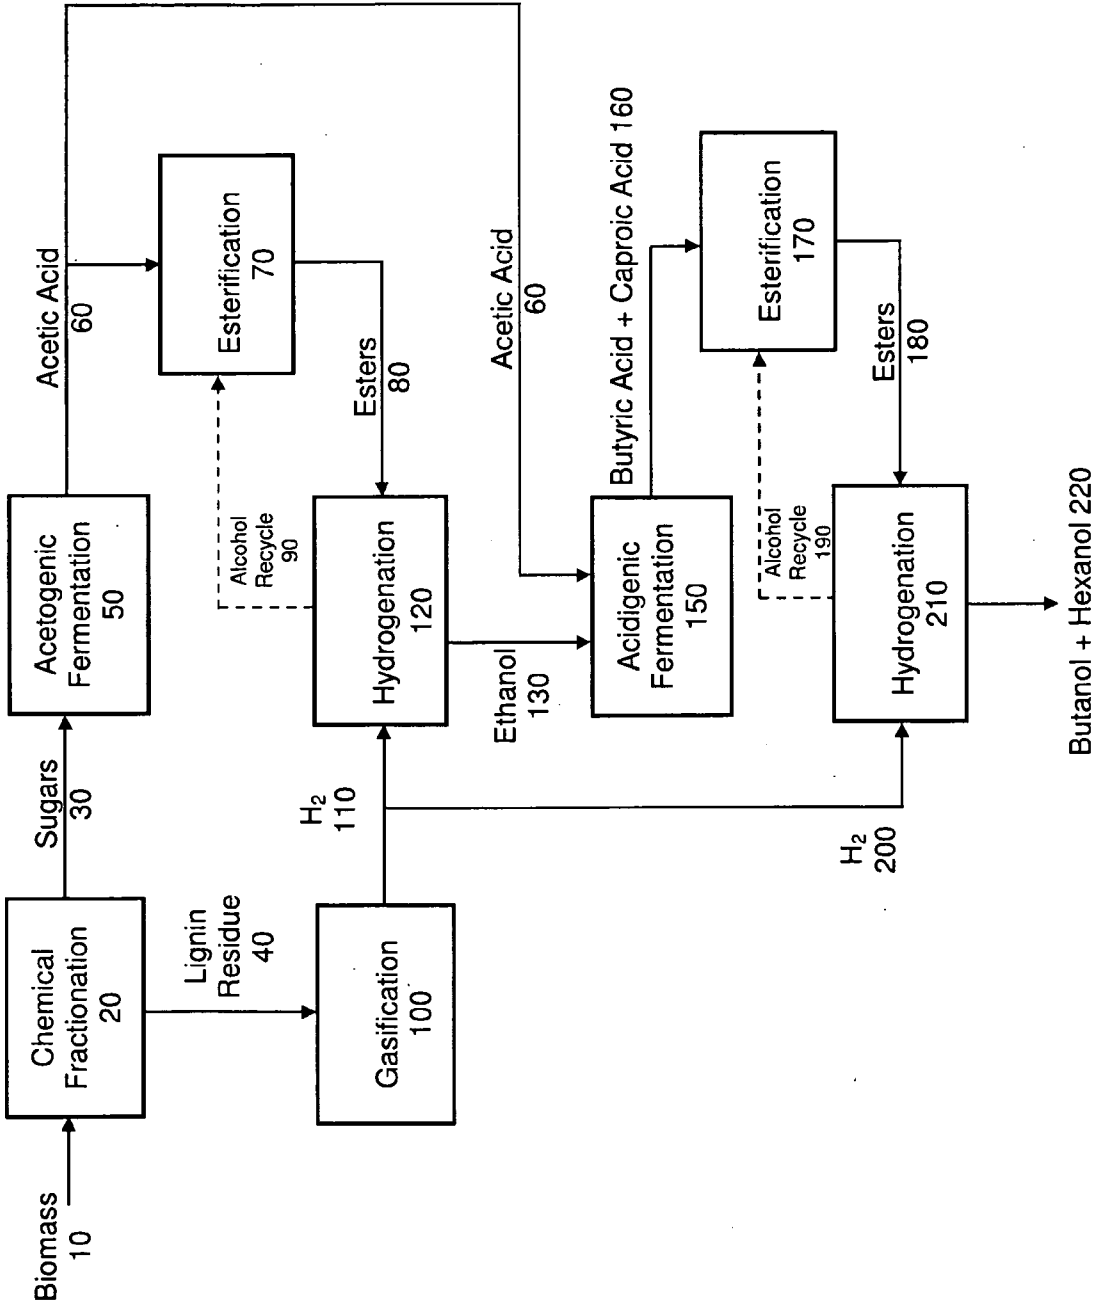 Biomass
10
Chemical
Fractionation
20
Sugars
30
Acetogenic
Fermentation
50
Acetic Acid
60
Esterification
70
Lignin
Residue
40
Gasification
100
H₂
110
Alcohol
Recycle
90
Esters
80
Hydrogenation
120
Ethanol
130
Acetic Acid
60
Acidigenic
Fermentation
150
Butyric Acid + Caproic Acid 160
Esterification
170
H₂
200
Alcohol
Recycle
190
Esters
180
Hydrogenation
210
Butanol + Hexanol 220